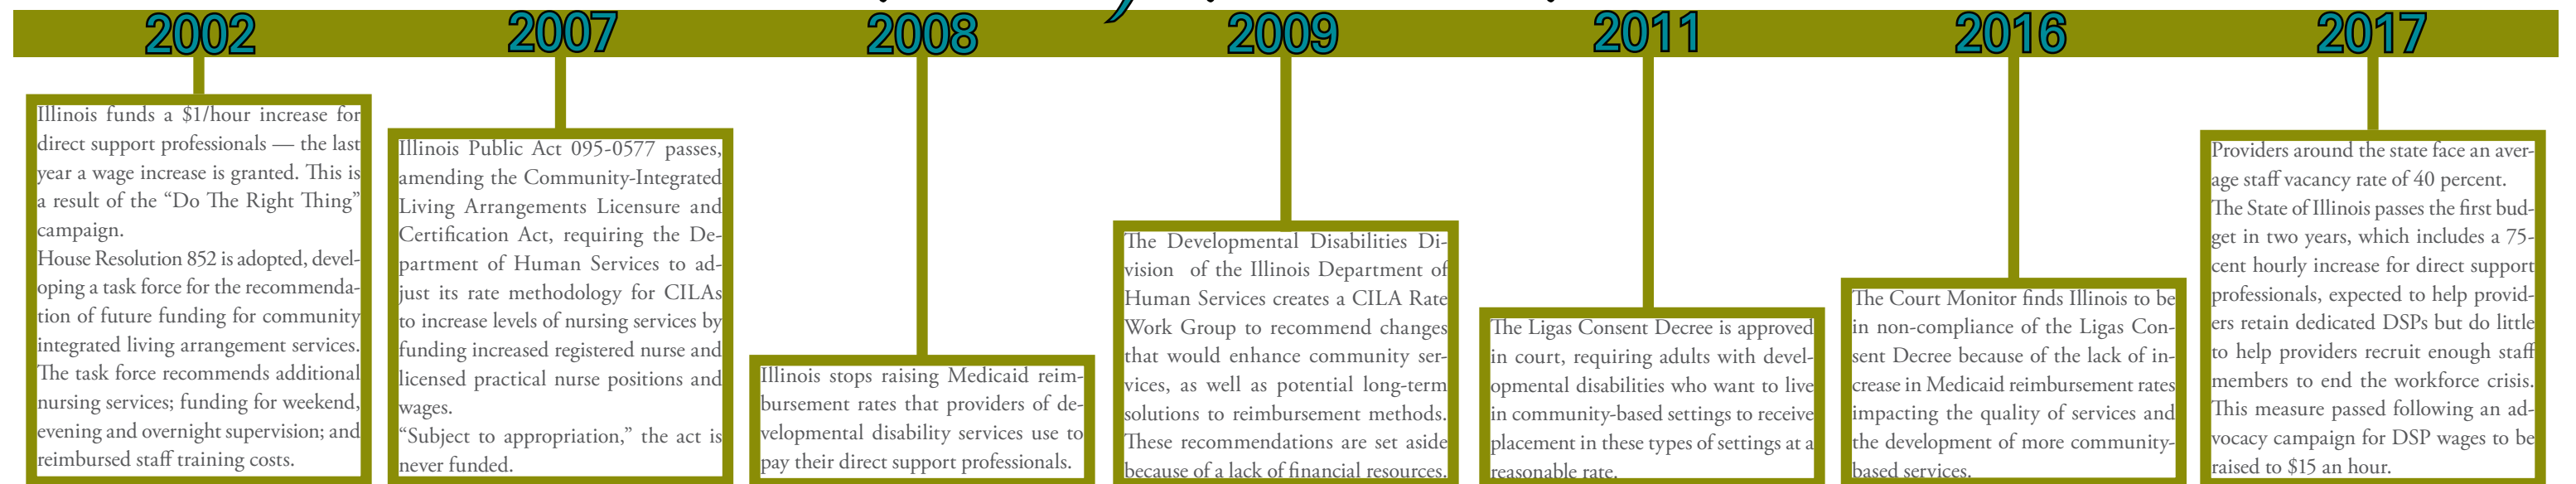 2002
2007
2008
2009
2011
2016
2017
Illinois funds a $1/hour increase for
direct support professionals — the last
year a wage increase is granted. This is
a result of the “Do The Right Thing”
campaign.
House Resolution 852 is adopted, devel-
oping a task force for the recommenda-
tion of future funding for community
integrated living arrangement services.
The task force recommends additional
nursing services; funding for weekend,
evening and overnight supervision; and
reimbursed staff training costs.
Illinois Public Act 095-0577 passes,
amending the Community-Integrated
Living Arrangements Licensure and
Certification Act, requiring the De-
partment of Human Services to ad-
just its rate methodology for CILAs
to increase levels of nursing services by
funding increased registered nurse and
licensed practical nurse positions and
wages.
“Subject to appropriation,” the act is
never funded.
Illinois stops raising Medicaid reim-
bursement rates that providers of de-
velopmental disability services use to
pay their direct support professionals.
The Developmental Disabilities Di-
vision of the Illinois Department of
Human Services creates a CILA Rate
Work Group to recommend changes
that would enhance community ser-
vices, as well as potential long-term
solutions to reimbursement methods.
These recommendations are set aside
because of a lack of financial resources.
The Ligas Consent Decree is approved
in court, requiring adults with devel-
opmental disabilities who want to live
in community-based settings to receive
placement in these types of settings at a
reasonable rate.
The Court Monitor finds Illinois to be
in non-compliance of the Ligas Con-
sent Decree because of the lack of in-
crease in Medicaid reimbursement rates
impacting the quality of services and
the development of more community-
based services.
Providers around the state face an aver-
age staff vacancy rate of 40 percent.
The State of Illinois passes the first bud-
get in two years, which includes a 75-
cent hourly increase for direct support
professionals, expected to help provid-
ers retain dedicated DSPs but do little
to help providers recruit enough staff
members to end the workforce crisis.
This measure passed following an ad-
vocacy campaign for DSP wages to be
raised to $15 an hour.